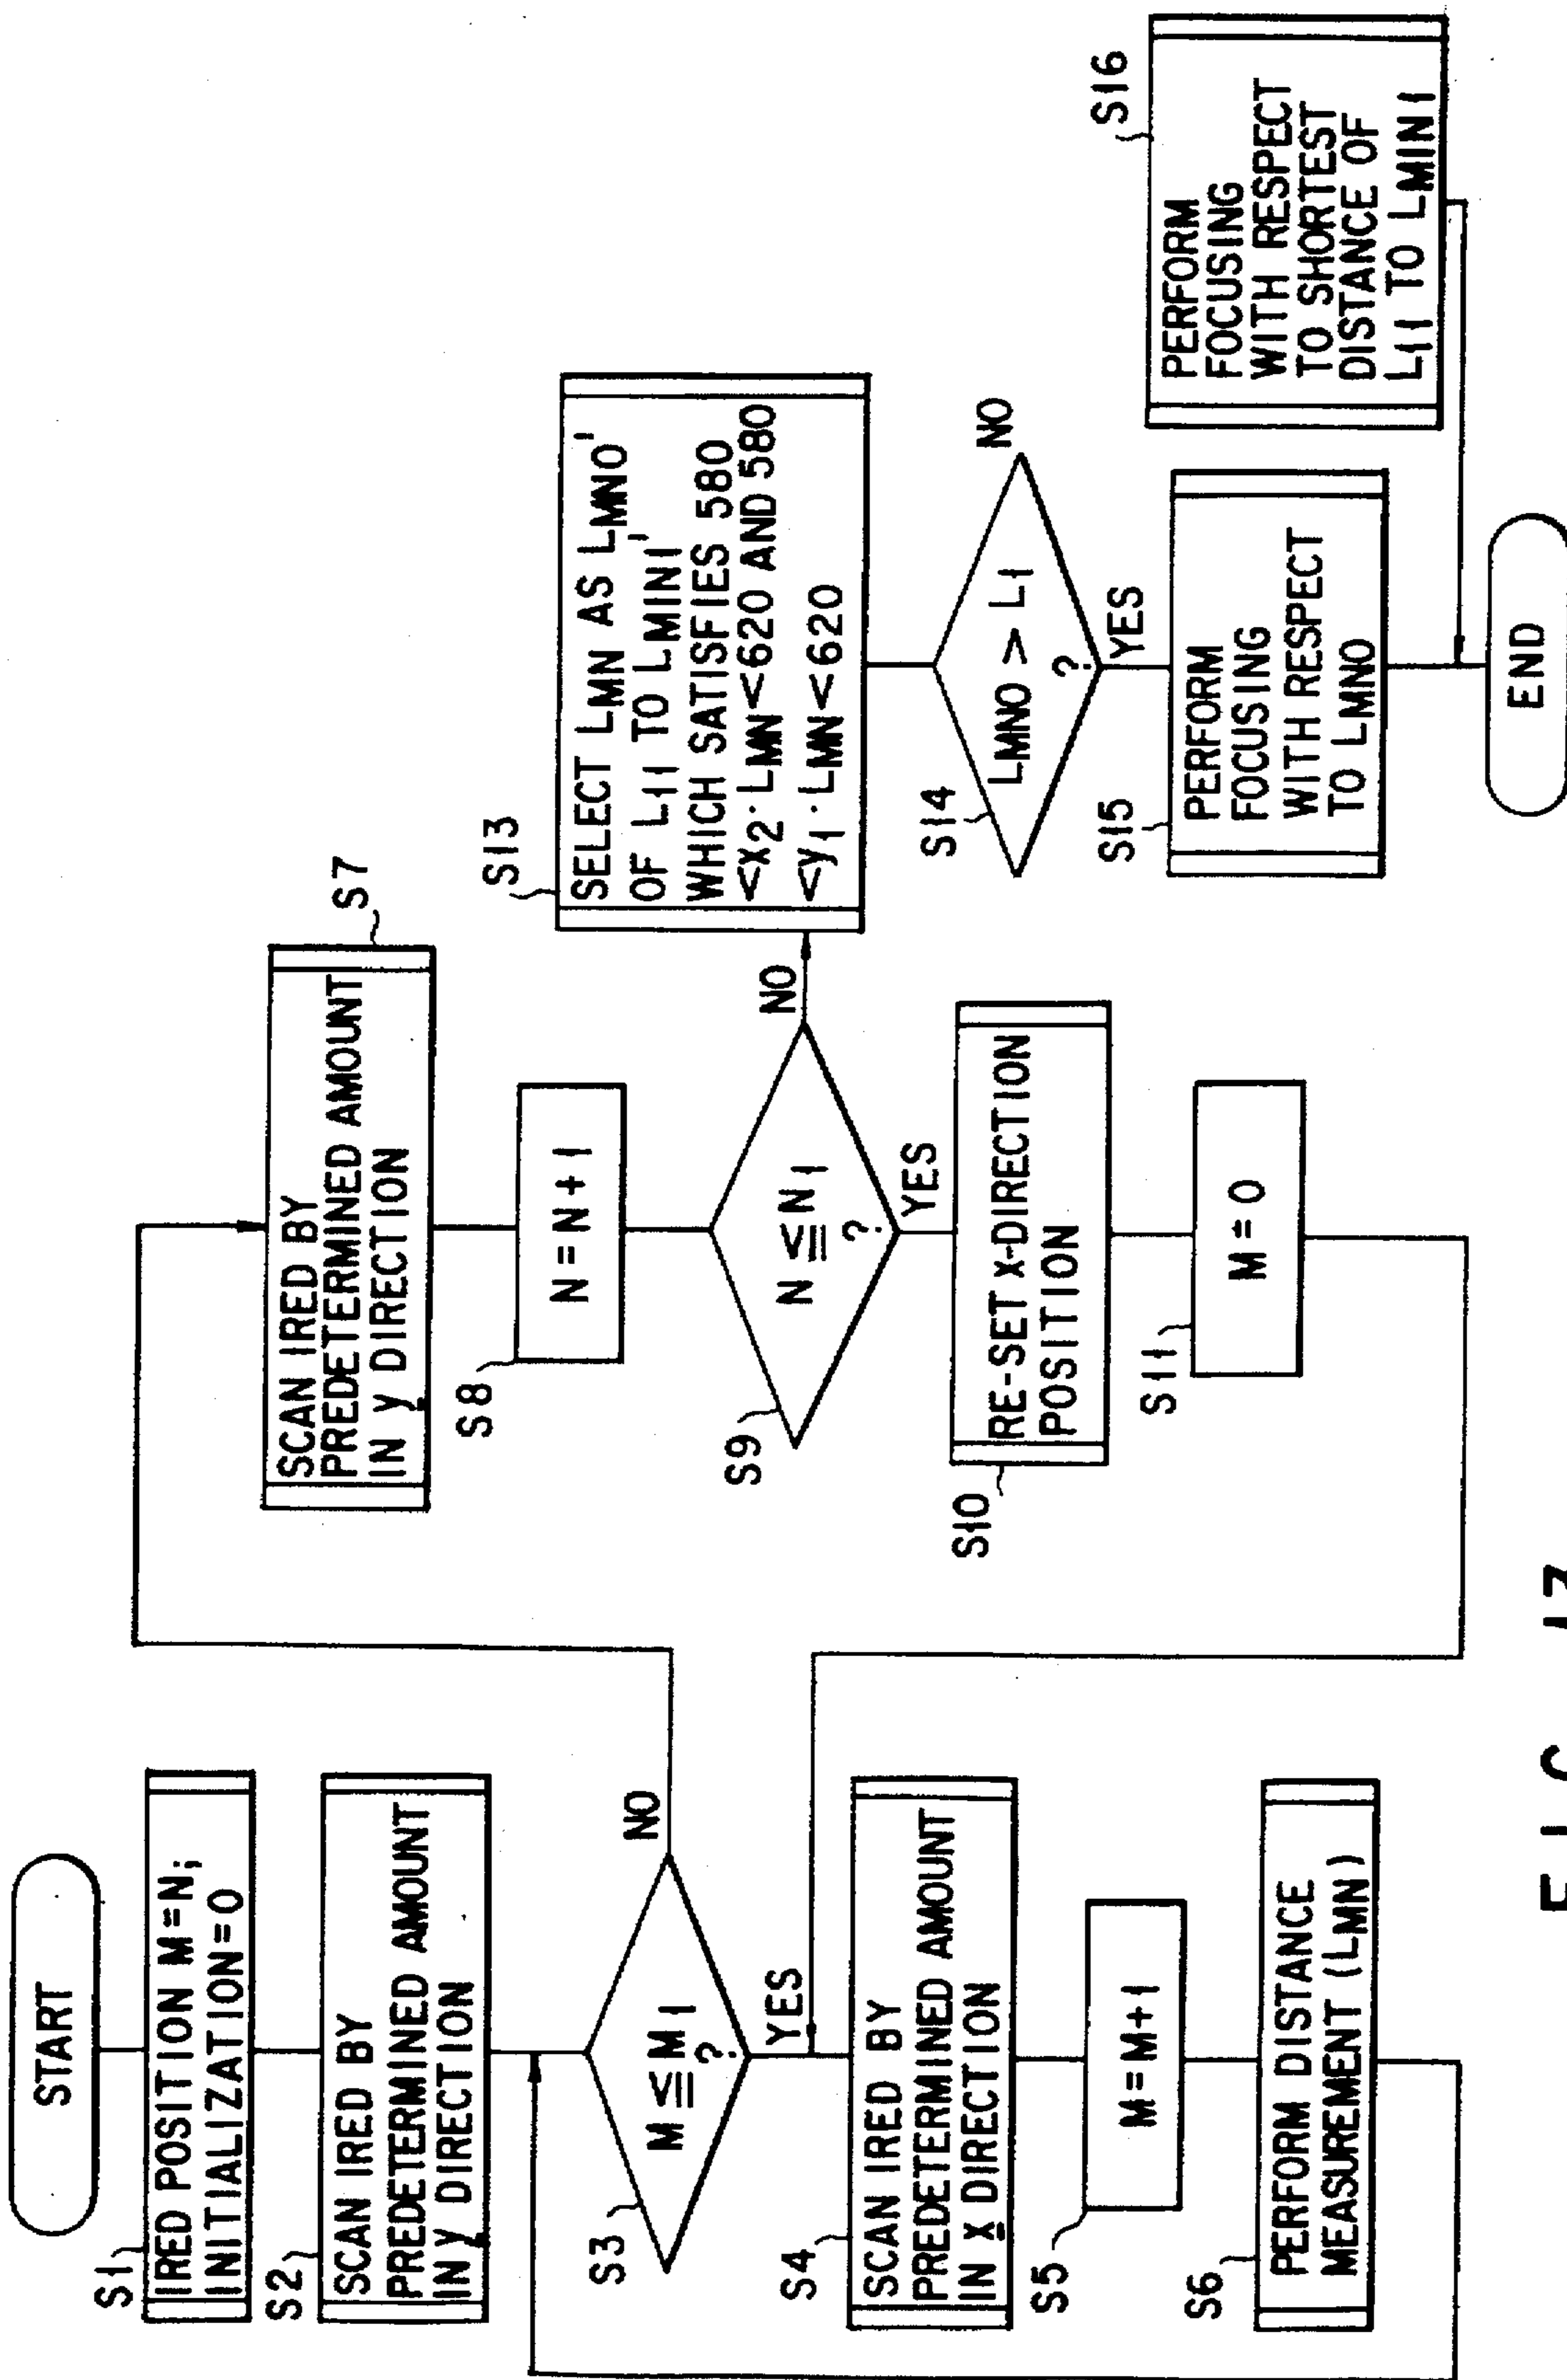 START
S1
IRED POSITION M=N;
INITIALIZATION=0
S2
SCAN IRED BY
PREDETERMINED AMOUNT
IN y DIRECTION
S3
M ≦ M1
?
NO
YES
S4
SCAN IRED BY
PREDETERMINED AMOUNT
IN X DIRECTION
S5
M=M+1
S6
PERFORM DISTANCE
MEASUREMENT (LMN)
S7
SCAN IRED BY
PREDETERMINED AMOUNT
IN y DIRECTION
S8
N=N+1
S9
N ≦ N1
?
NO
YES
S10
RE-SET X-DIRECTION
POSITION
S11
M=0
S13
SELECT LMN AS LMNO'
OF L11 TO LMIN1'
WHICH SATISFIES 580
<X2·LMN<620 AND 580
<y1·LMN<620
S14
LMNO > L1
?
NO
YES
S15
PERFORM
FOCUSING
WITH RESPECT
TO LMNO
S16
PERFORM
FOCUSING
WITH RESPECT
TO SHORTEST
DISTANCE OF
L11 TO LMIN1
END